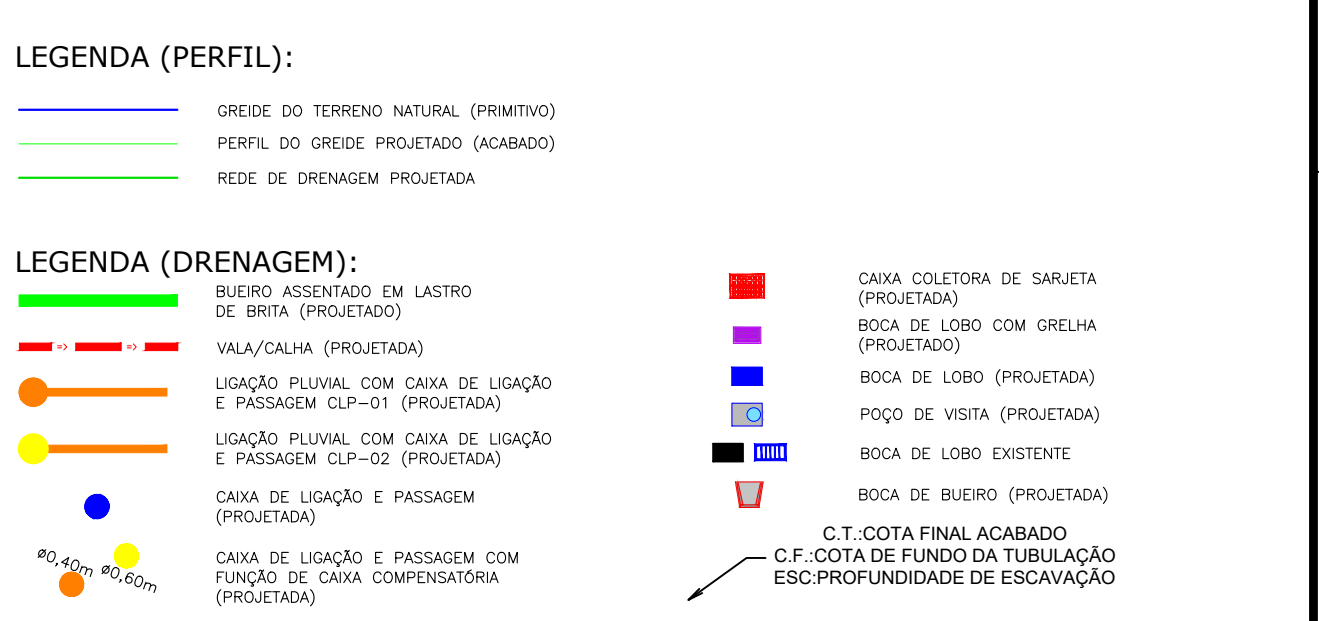 LEGENDA (PERFIL):
GREIDE DO TERRENO NATURAL (PRIMITIVO)
PERFIL DO GREIDE PROJETADO (ACABADO)
REDE DE DRENAGEM PROJETADA
LEGENDA (DRENAGEM):
BUEIRO ASSENTADO EM LASTRO
DE BRITA (PROJETADO)
=> =>
VALA/CALHA (PROJETADA)
LIGAÇÃO PLUVIAL COM CAIXA DE LIGAÇÃO
E PASSAGEM CLP-01 (PROJETADA)
LIGAÇÃO PLUVIAL COM CAIXA DE LIGAÇÃO
E PASSAGEM CLP-02 (PROJETADA)
CAIXA DE LIGAÇÃO E PASSAGEM
(PROJETADA)
ø0,40m ø0,60m
CAIXA DE LIGAÇÃO E PASSAGEM COM
FUNÇÃO DE CAIXA COMPENSATÓRIA
(PROJETADA)
CAIXA COLETORA DE SARJETA
(PROJETADA)
BOCA DE LOBO COM GRELHA
(PROJETADO)
BOCA DE LOBO (PROJETADA)
POÇO DE VISITA (PROJETADA)
BOCA DE LOBO EXISTENTE
BOCA DE BUEIRO (PROJETADA)
C.T.:COTA FINAL ACABADO
C.F.:COTA DE FUNDO DA TUBULAÇÃO
ESC:PROFUNDIDADE DE ESCAVAÇÃO